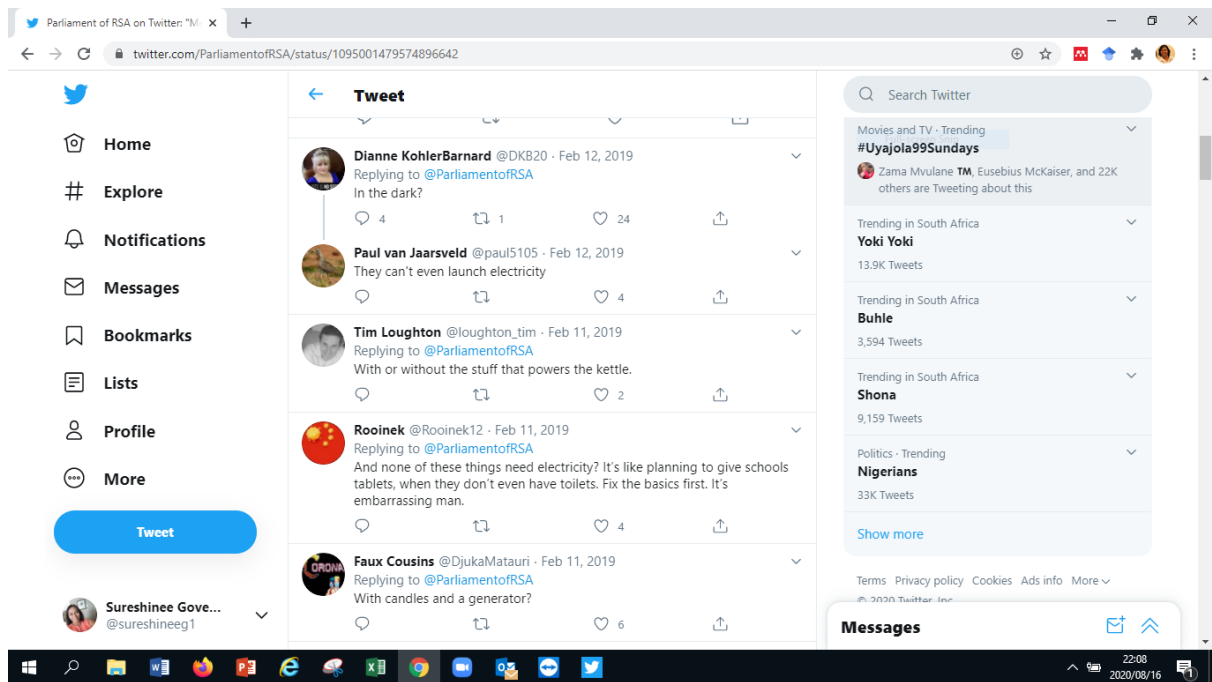 Parliament of RSA on Twitter: "M
twitter.com/ParliamentofRSA/status/1095001479574896642
Home
Explore
Notifications
Messages
Bookmarks
Lists
Profile
More
Tweet
Sureshinee Gove...
@sureshineeg1
Tweet
Dianne KohlerBarnard @DKB20 · Feb 12, 2019
Replying to @ParliamentofRSA
In the dark?
4 1 24
Paul van Jaarsveld @paul5105 · Feb 12, 2019
They can't even launch electricity
4
Tim Loughton @loughton_tim · Feb 11, 2019
Replying to @ParliamentofRSA
With or without the stuff that powers the kettle.
2
Rooinek @Rooinek12 · Feb 11, 2019
Replying to @ParliamentofRSA
And none of these things need electricity? It's like planning to give schools
tablets, when they don't even have toilets. Fix the basics first. It's
embarrassing man.
4
Faux Cousins @DjukaMatauri · Feb 11, 2019
Replying to @ParliamentofRSA
With candles and a generator?
6
Search Twitter
Movies and TV · Trending
#Uyajola99Sundays
Zama Mvulane TM, Eusebius McKaiser, and 22K
others are Tweeting about this
Trending in South Africa
Yoki Yoki
13.9K Tweets
Trending in South Africa
Buhle
3,594 Tweets
Trending in South Africa
Shona
9,159 Tweets
Politics · Trending
Nigerians
33K Tweets
Show more
Terms Privacy policy Cookies Ads info More
© 2020 Twitter, Inc.
Messages
22:08
2020/08/16